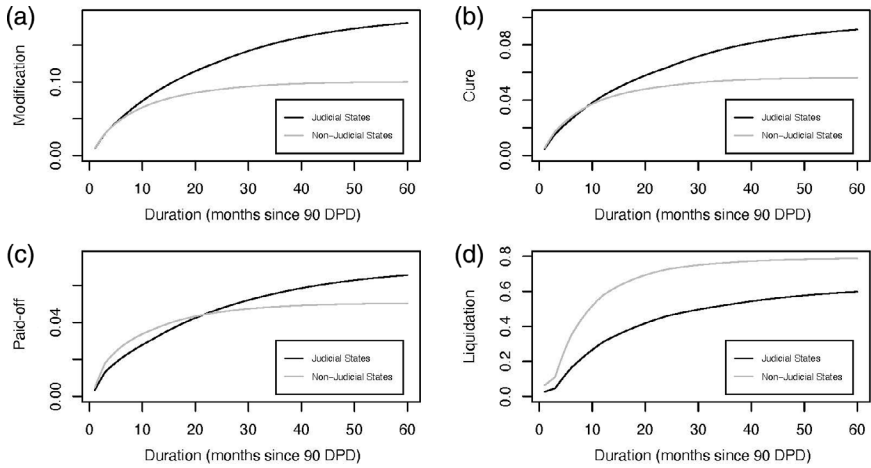 (a)
Modification
0.00
0.10
Judicial States
Non-Judicial States
0 10 20 30 40 50 60
Duration (months since 90 DPD)
(b)
Cure
0.00
0.04
0.08
Judicial States
Non-Judicial States
0 10 20 30 40 50 60
Duration (months since 90 DPD)
(c)
Paid-off
0.00
0.04
Judicial States
Non-Judicial States
0 10 20 30 40 50 60
Duration (months since 90 DPD)
(d)
Liquidation
0.0
0.2
0.4
0.6
0.8
Judicial States
Non-Judicial States
0 10 20 30 40 50 60
Duration (months since 90 DPD)